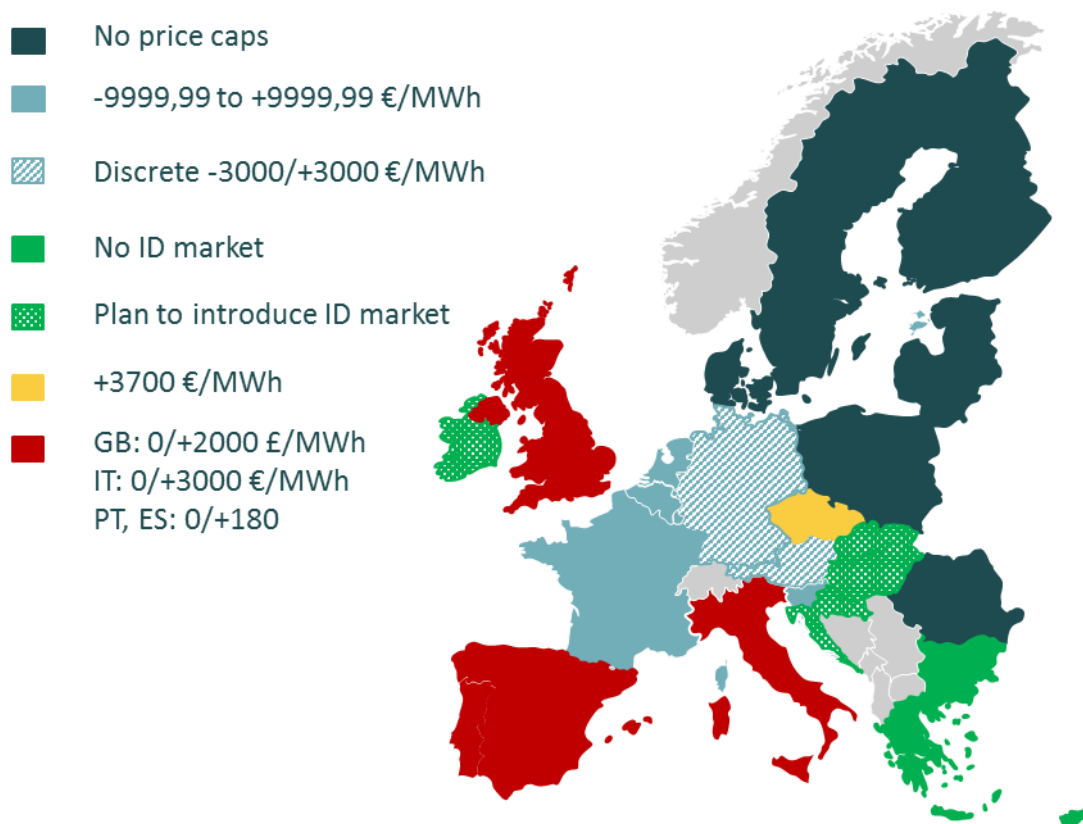 No price caps
-9999,99 to +9999,99 €/MWh
Discrete -3000/+3000 €/MWh
No ID market
Plan to introduce ID market
+3700 €/MWh
GB: 0/+2000 £/MWh
IT: 0/+3000 €/MWh
PT, ES: 0/+180